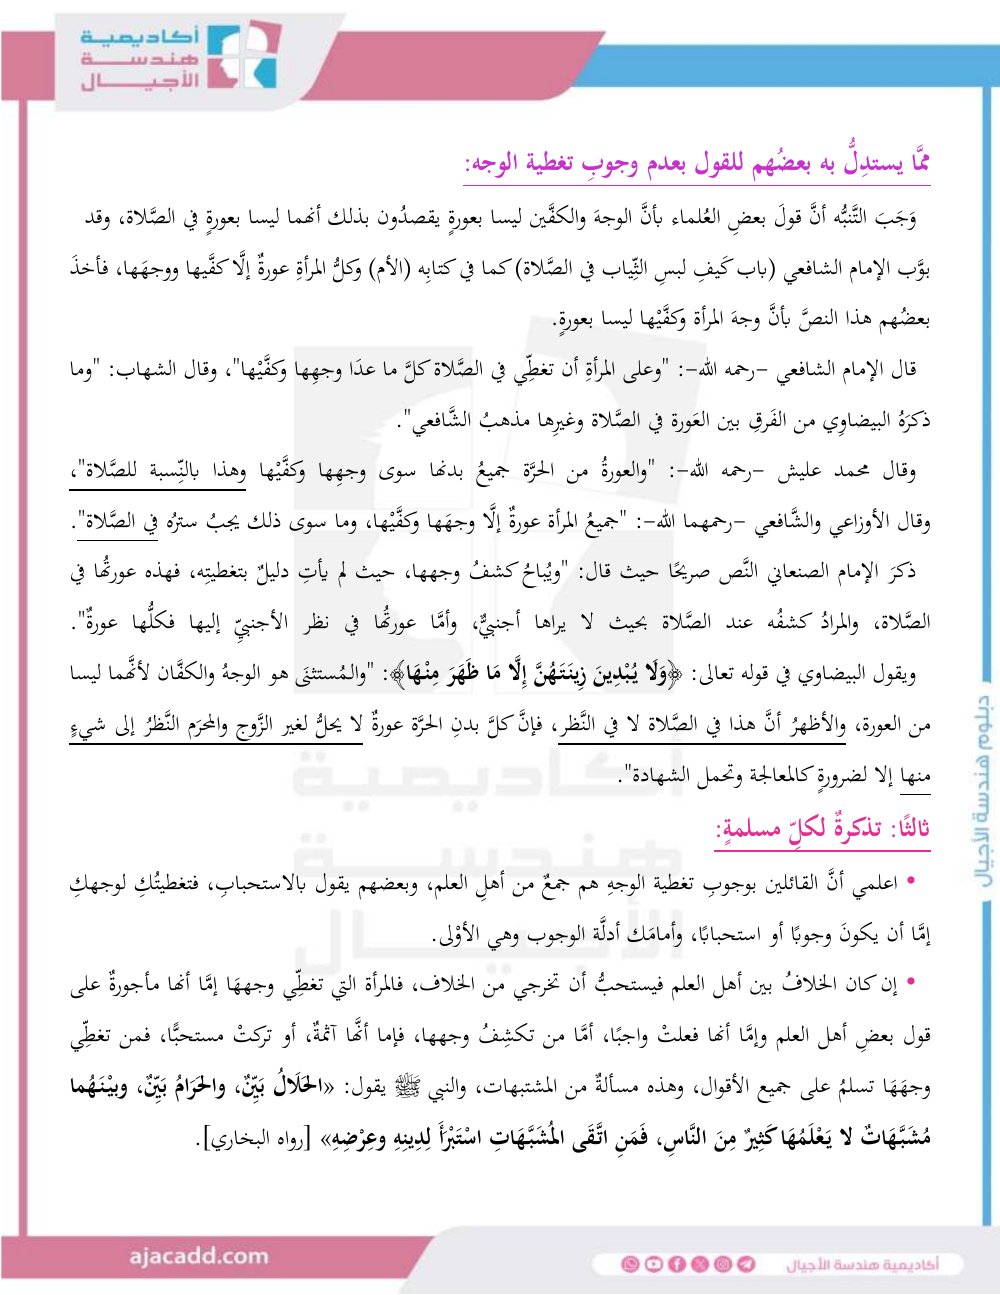 أكاديمية
هندسة
الأجيال
ممَّا يستدِلُّ به بعضُهم للقول بعدم وجوبِ تغطية الوجه:
وَجَبَ التَّنبُّه أنَّ قولَ بعضِ العُلماء بأنَّ الوجهَ والكفَّين ليسا بعورةٍ يقصدُون بذلك أنهما ليسا بعورةٍ في الصَّلاة، وقد
بوَّب الإمام الشافعي (باب كَيفِ لبسِ الثِّياب في الصَّلاة) كما في كتابِه (الأم) وكلُّ المرأةِ عورةٌ إلَّا كفَّيها ووجهَها، فأخذَ
بعضُهم هذا النصَّ بأنَّ وجهَ المرأة وكفَّيْها ليسا بعورةٍ.
قال الإمام الشافعي –رحمه الله–: "وعلى المرأةِ أن تغطِّي في الصَّلاة كلَّ ما عدَا وجهِها وكفَّيْها"، وقال الشهاب: "وما
ذكرَهُ البيضاوِي من الفَرقِ بين العَورة في الصَّلاة وغيرِها مذهبُ الشَّافعي".
وقال محمد عليش –رحمه الله–: "والعورةُ من الحرَّة جميعُ بدنها سوى وجهِها وكفَّيْها وهذا بالنِّسبة للصَّلاة"،
وقال الأوزاعي والشَّافعي –رحمهما الله–: "جميعُ المرأة عورةٌ إلَّا وجهَها وكفَّيْها، وما سوى ذلك يجبُ سترُه في الصَّلاة".
ذكرَ الإمام الصنعاني النَّص صريحًا حيث قال: "ويُباحُ كشفُ وجهها، حيث لم يأتِ دليلٌ بتغطيتِه، فهذه عورتُها في
الصَّلاة، والمرادُ كشفُه عند الصَّلاة بحيث لا يراها أجنبيٌّ، وأمَّا عورتُها في نظر الأجنبيِّ إليها فكلُّها عورةٌ".
ويقول البيضاوي في قوله تعالى: ﴿وَلَا يُبْدِينَ زِينَتَهُنَّ إِلَّا مَا ظَهَرَ مِنْهَا﴾: "والـمُستثنى هو الوجهُ والكفَّان لأنَّهما ليسا
من العورة، والأظهرُ أنَّ هذا في الصَّلاة لا في النَّظر، فإنَّ كلَّ بدنِ الحرَّة عورةٌ لا يحلُّ لغير الزَّوج والمحرَم النَّظرُ إلى شيءٍ
منها إلا لضرورةٍ كالمعالجة وتحمل الشهادة".
ثالثًا: تذكرةٌ لكلِّ مسلمةٍ:
• اعلمي أنَّ القائلين بوجوبِ تغطية الوجهِ هم جمعٌ من أهلِ العلم، وبعضهم يقول بالاستحبابِ، فتغطيتُكِ لوجهكِ
إمَّا أن يكونَ وجوبًا أو استحبابًا، وأمامَك أدلَّة الوجوب وهي الأوْلى.
• إن كان الخلافُ بين أهل العلم فيستحبُّ أن تخرجي من الخلاف، فالمرأة التي تغطِّي وجههَا إمَّا أنها مأجورةٌ على
قول بعضِ أهل العلم وإمَّا أنها فعلتْ واجبًا، أمَّا من تكشِفُ وجهها، فإما أنَّها آثمةٌ، أو تركتْ مستحبًّا، فمن تغطِّي
وجهَهَا تسلمُ على جميع الأقوال، وهذه مسألةٌ من المشتبهات، والنبي ﷺ يقول: «الحَلَالُ بَيِّنٌ، والحَرَامُ بَيِّنٌ، وبيْنَهُما
مُشَبَّهَاتٌ لا يَعْلَمُهَا كَثِيرٌ مِنَ النَّاسِ، فَمَنِ اتَّقَى المُشَبَّهَاتِ اسْتَبْرَأَ لِدِينِهِ وعِرْضِهِ» [رواه البخاري].
أكاديمية
هندسة
الأجيال
دبلوم هندسة الأجيال
ajacadd.com
أكاديمية هندسة الأجيال